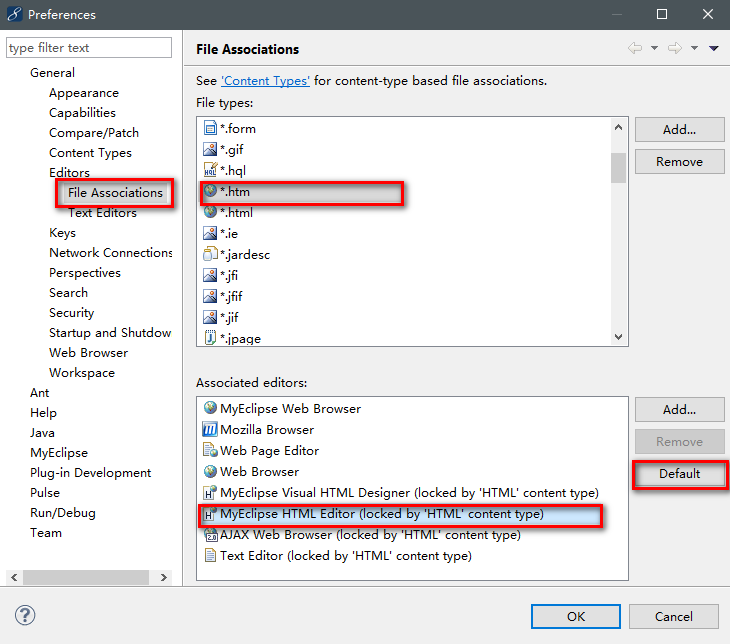 Preferences
type filter text
General
Appearance
Capabilities
Compare/Patch
Content Types
Editors
File Associations
Text Editors
Keys
Network Connections
Perspectives
Search
Security
Startup and Shutdow
Web Browser
Workspace
Ant
Help
Java
MyEclipse
Plug-in Development
Pulse
Run/Debug
Team
File Associations
See 'Content Types' for content-type based file associations.
File types:
*.form
*.gif
*.hql
*.htm
*.html
*.ie
*.jardesc
*.jfi
*.jfif
*.jif
*.jpage
Add...
Remove
Associated editors:
MyEclipse Web Browser
Mozilla Browser
Web Page Editor
Web Browser
MyEclipse Visual HTML Designer (locked by 'HTML' content type)
MyEclipse HTML Editor (locked by 'HTML' content type)
AJAX Web Browser (locked by 'HTML' content type)
Text Editor (locked by 'HTML' content type)
Add...
Remove
Default
OK
Cancel